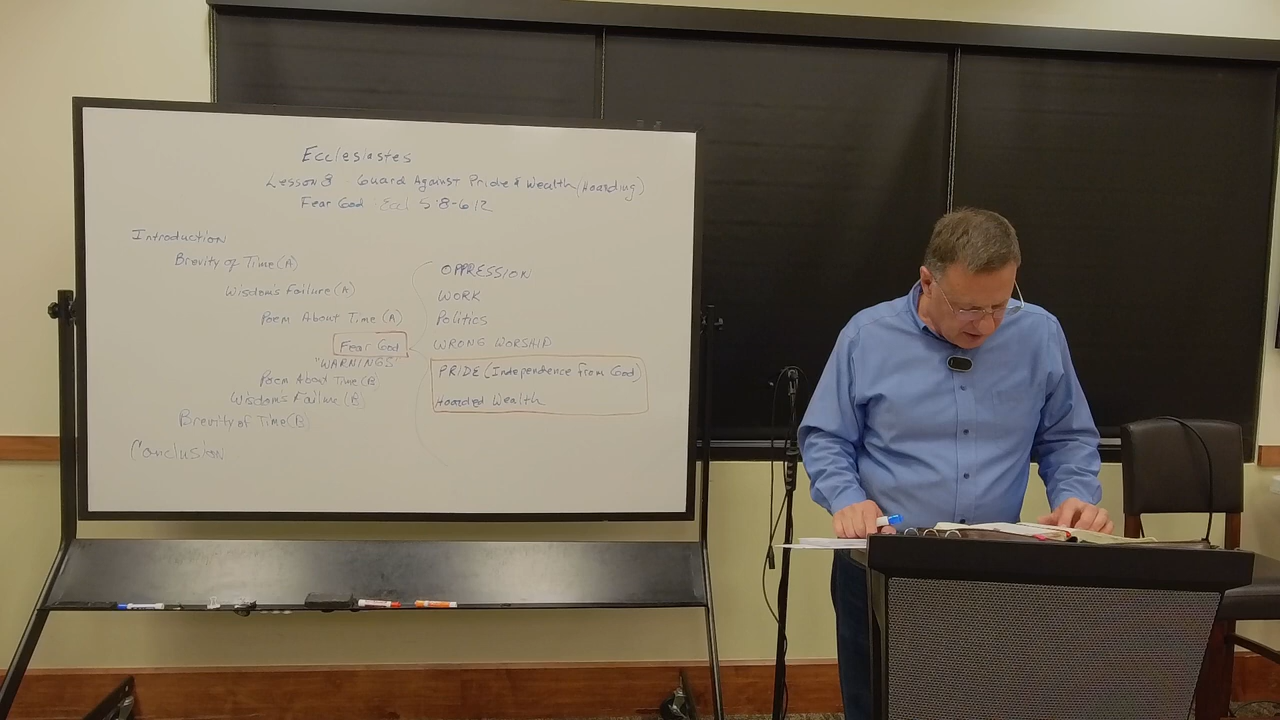 Ecclesiastes
Lesson 8 Guard Against Pride & Wealth (Hoarding)
Fear God Eccl 5:8-6:12
Introduction
Brevity of Time (A)
Wisdom's Failure (A)
Poem About Time (A)
Fear God
"WARNINGS"
Poem About Time (B
Wisdom's Failure (B)
Brevity of Time (B)
Conclusion
OPPRESSION
WORK
Politics
WRONG WORSHIP
PRIDE (Independence from God)
Hoarded Wealth